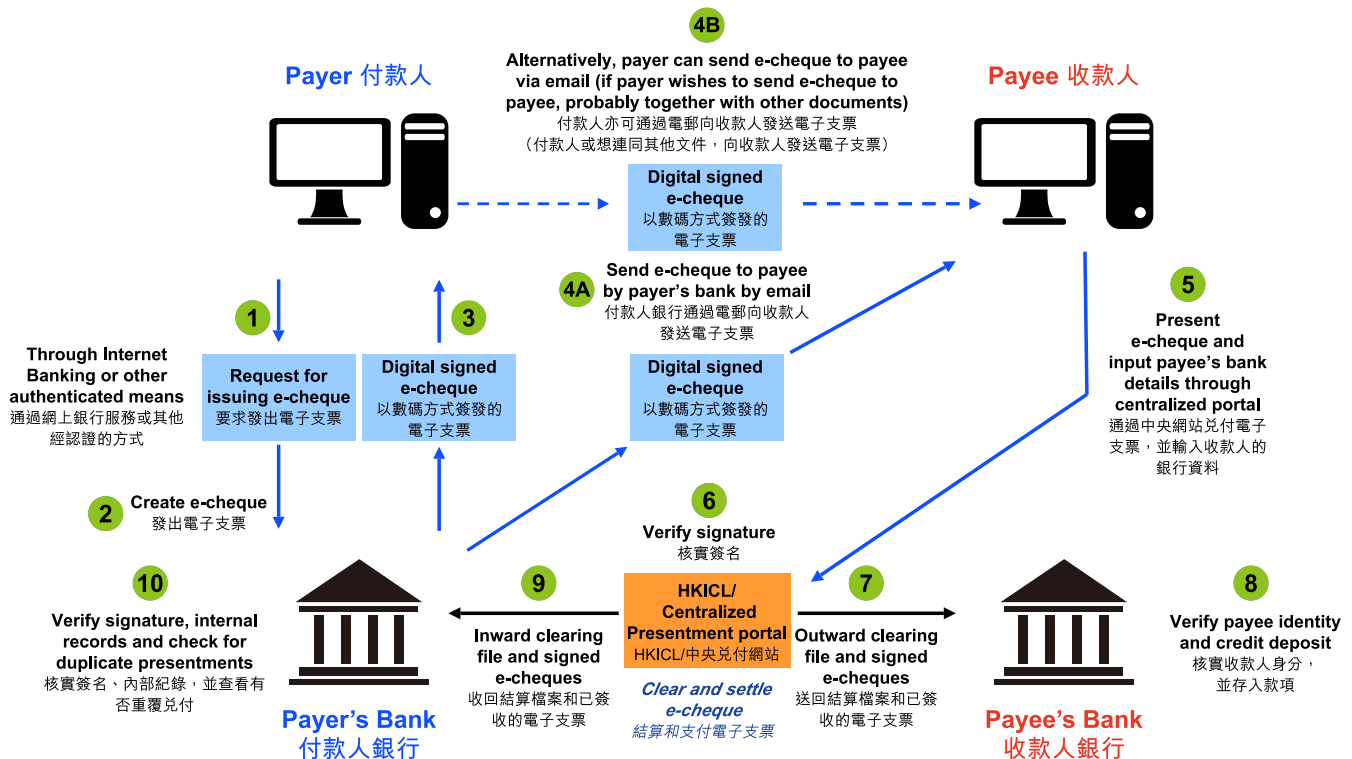 4B
Alternatively, payer can send e-cheque to payee
via email (if payer wishes to send e-cheque to
payee, probably together with other documents)
付款人亦可通過電郵向收款人發送電子支票
（付款人或想連同其他文件，向收款人發送電子支票）
Payer 付款人
Payee 收款人
Digital signed
e-cheque
以數碼方式簽發的
電子支票
4A
Send e-cheque to payee
by payer's bank by email
付款人銀行通過電郵向收款人
發送電子支票
1
3
5
Present
e-cheque and
input payee's bank
details through
centralized portal
通過中央網站兑付電子
支票，並輸入收款人的
銀行資料
Through Internet
Banking or other
authenticated means
通過網上銀行服務或其他
經認證的方式
Request for
issuing e-cheque
要求發出電子支票
Digital signed
e-cheque
以數碼方式簽發的
電子支票
Digital signed
e-cheque
以數碼方式簽發的
電子支票
2
Create e-cheque
發出電子支票
6
Verify signature
核實簽名
10
Verify signature, internal
records and check for
duplicate presentments
核實簽名、內部紀錄，並查看有
否重覆兑付
Payer's Bank
付款人銀行
9
Inward clearing
file and signed
e-cheques
收回結算檔案和已簽
收的電子支票
HKICL/
Centralized
Presentment portal
HKICL/中央兑付網站
Clear and settle
e-cheque
結算和支付電子支票
7
Outward clearing
file and signed
e-cheques
送回結算檔案和已簽
收的電子支票
Payee's Bank
收款人銀行
8
Verify payee identity
and credit deposit
核實收款人身分，
並存入款項